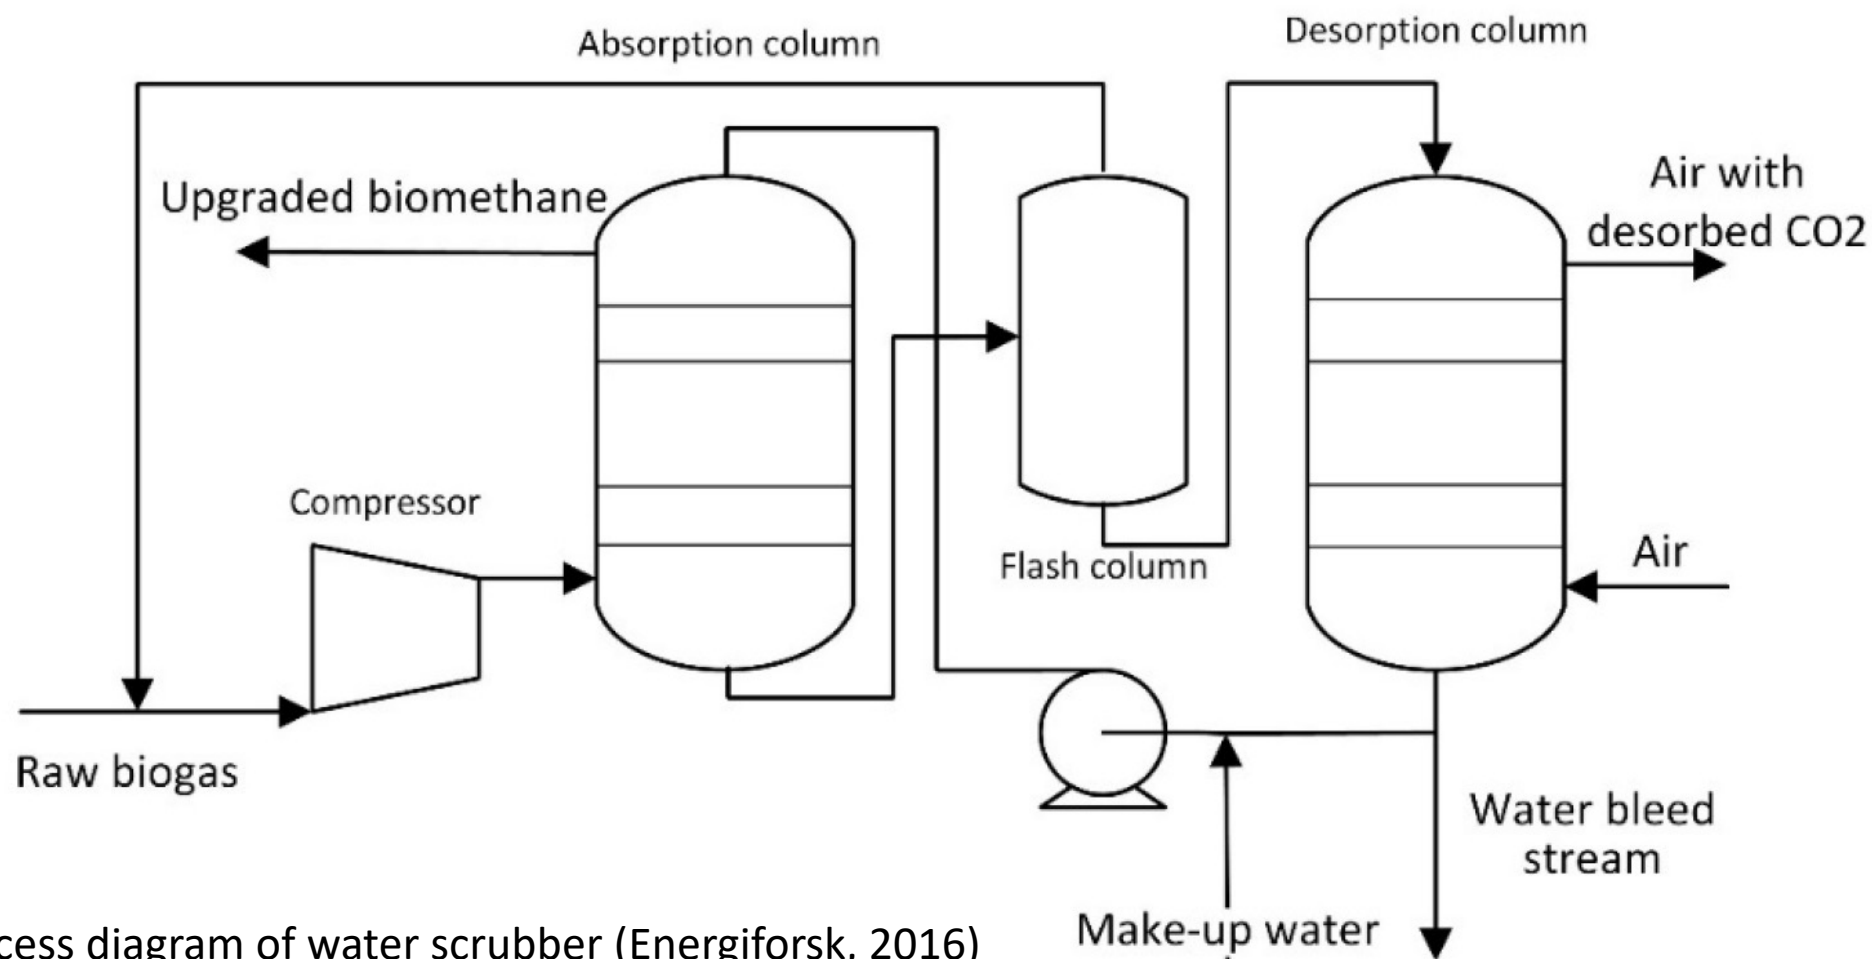 Absorption column
Desorption column
Upgraded biomethane
Air with
desorbed CO2
Compressor
Flash column
Air
Raw biogas
Water bleed
stream
Make-up water
cess diagram of water scrubber (Energiforsk, 2016)